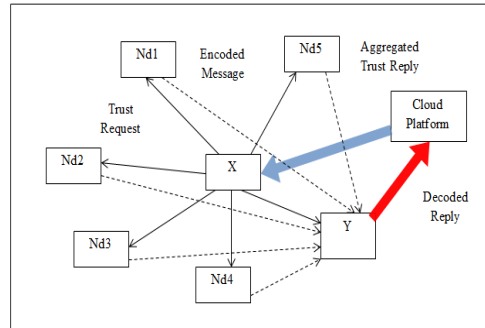 Nd1
Encoded
Message
Nd5
Aggregated
Trust Reply
Cloud
Platform
Trust
Request
Nd2
X
Decoded
Reply
Y
Nd3
Nd4